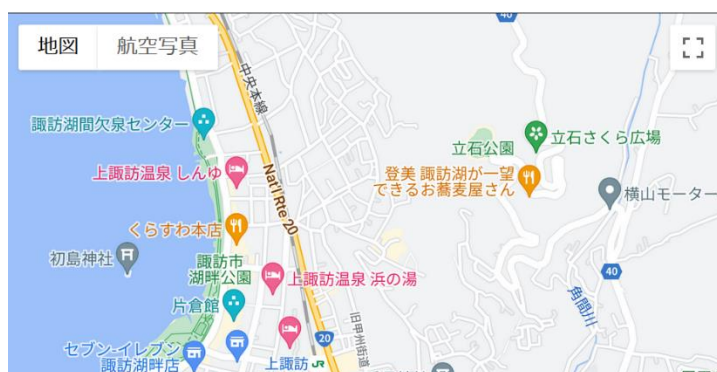 地図
航空写真
中央本線
諏訪湖間欠泉センター
立石公園
立石さくら広場
上諏訪温泉 しんゆ
Nat'l Rte 20
登美 諏訪湖が一望
できるお蕎麦屋さん
横山モーター
40
くらすわ本店
初島神社
諏訪市
湖畔公園
上諏訪温泉 浜の湯
40
角間川
片倉館
旧甲州街道
セブン-イレブン
諏訪湖畔店
20
上諏訪
JR